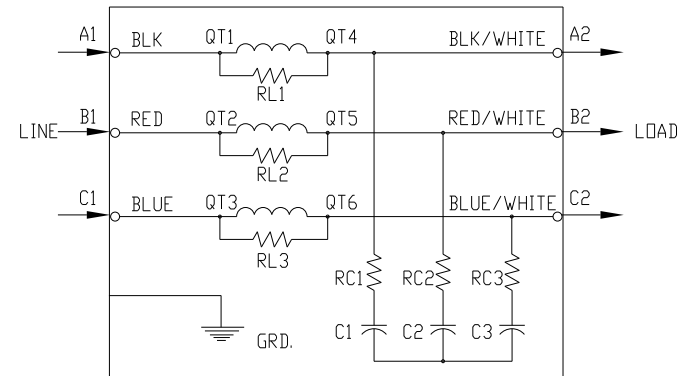 A1 BLK QT1 QT4 BLK/WHITE A2
RL1
LINE B1 RED QT2 QT5 RED/WHITE B2 LOAD
RL2
C1 BLUE QT3 QT6 BLUE/WHITE C2
RL3
RC1 RC2 RC3
C1 C2 C3
GRD.